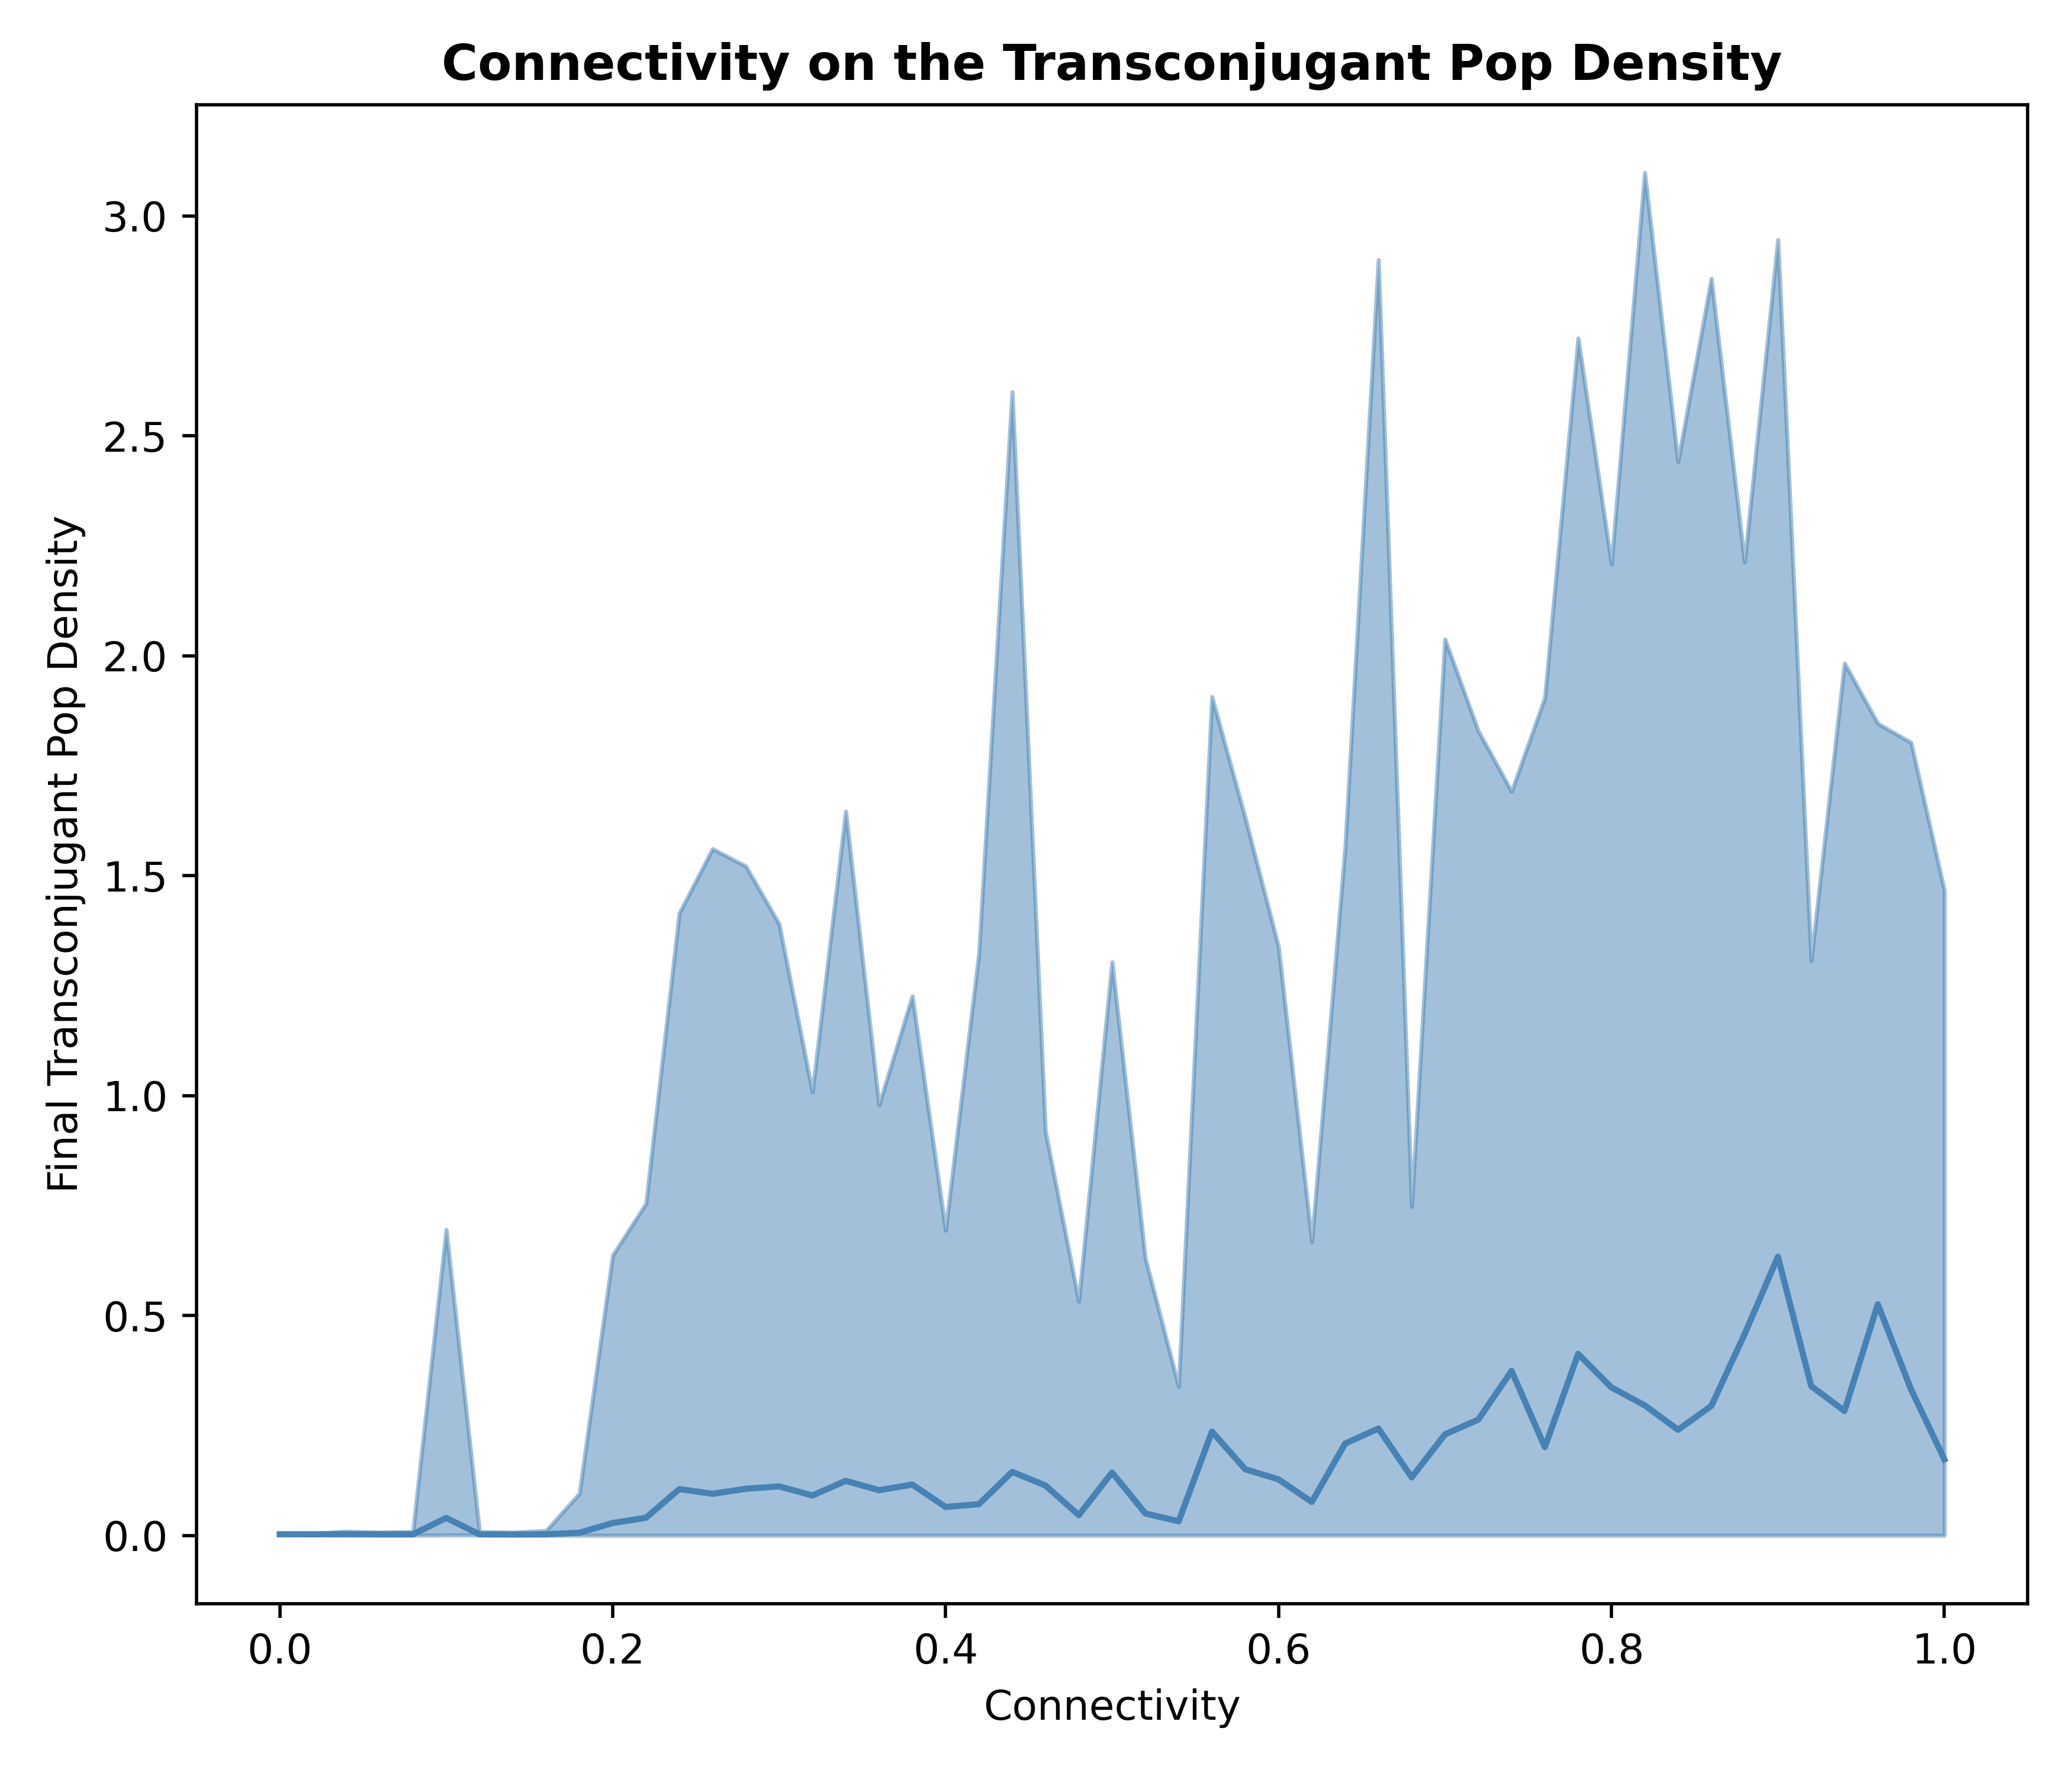 Connectivity on the Transconjugant Pop Density
Final Transconjugant Pop Density
3.0
2.5
2.0
1.5
1.0
0.5
0.0
0.0 0.2 0.4 0.6 0.8 1.0
Connectivity